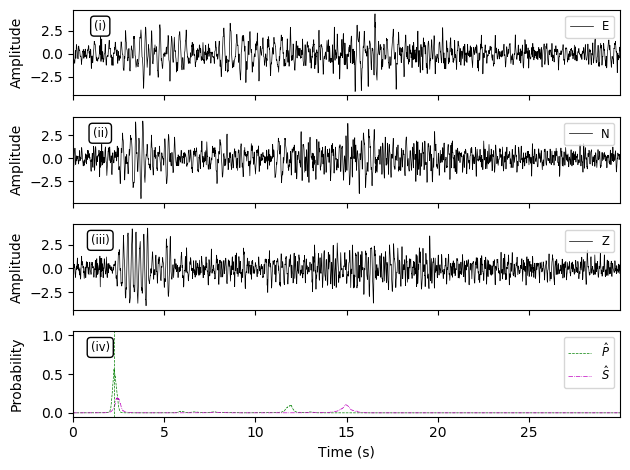 (i)
E
Amplitude
2.5
0.0
−2.5
(ii)
N
Amplitude
2.5
0.0
−2.5
(iii)
Z
Amplitude
2.5
0.0
−2.5
(iv)
P̂
Ŝ
Probability
1.0
0.5
0.0
0 5 10 15 20 25
Time (s)